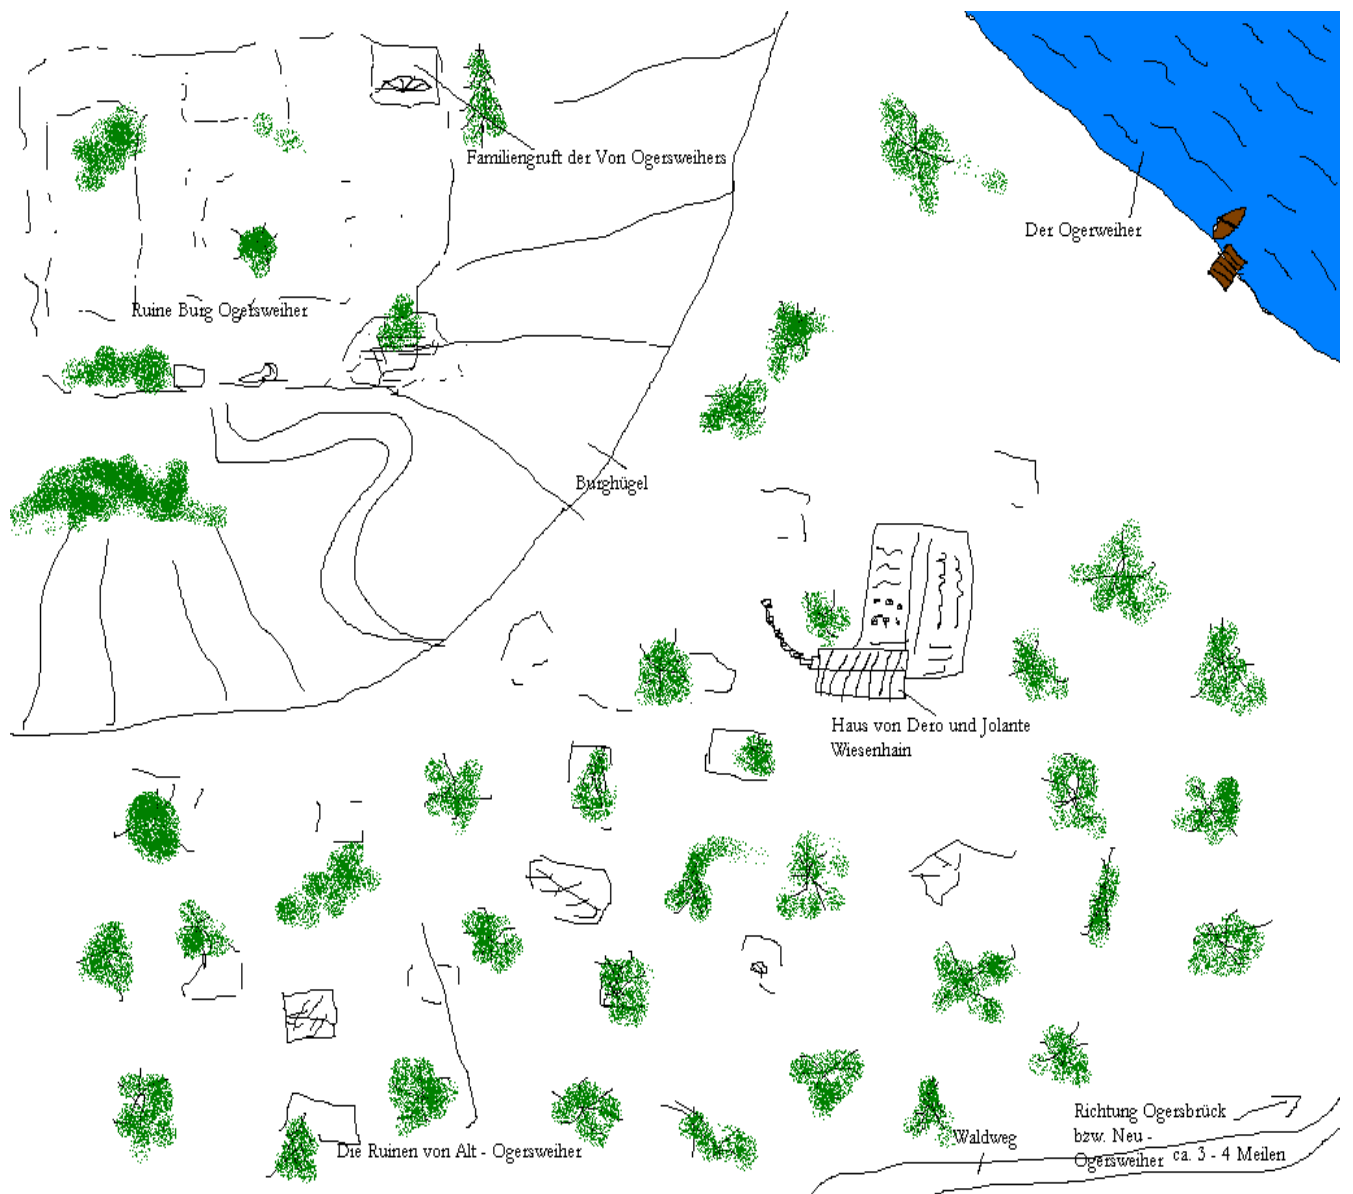 Familiengruft der Von Ogersweihers
Der Ogerweiher
Ruine Burg Ogersweiher
Burghügel
Haus von Dero und Jolante
Wiesenhain
Die Ruinen von Alt - Ogersweiher
Waldweg
Richtung Ogersbrück
bzw. Neu -
Ogersweiher ca. 3 - 4 Meilen